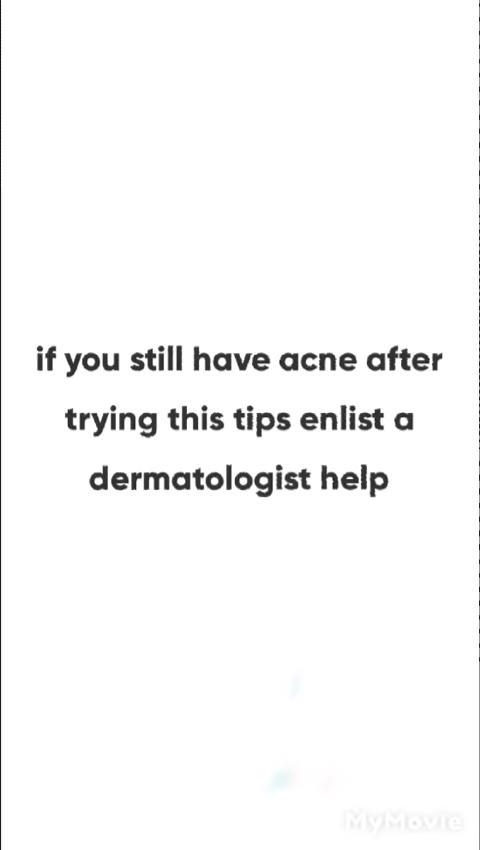 if you still have acne after
trying this tips enlist a
dermatologist help
MyMovie